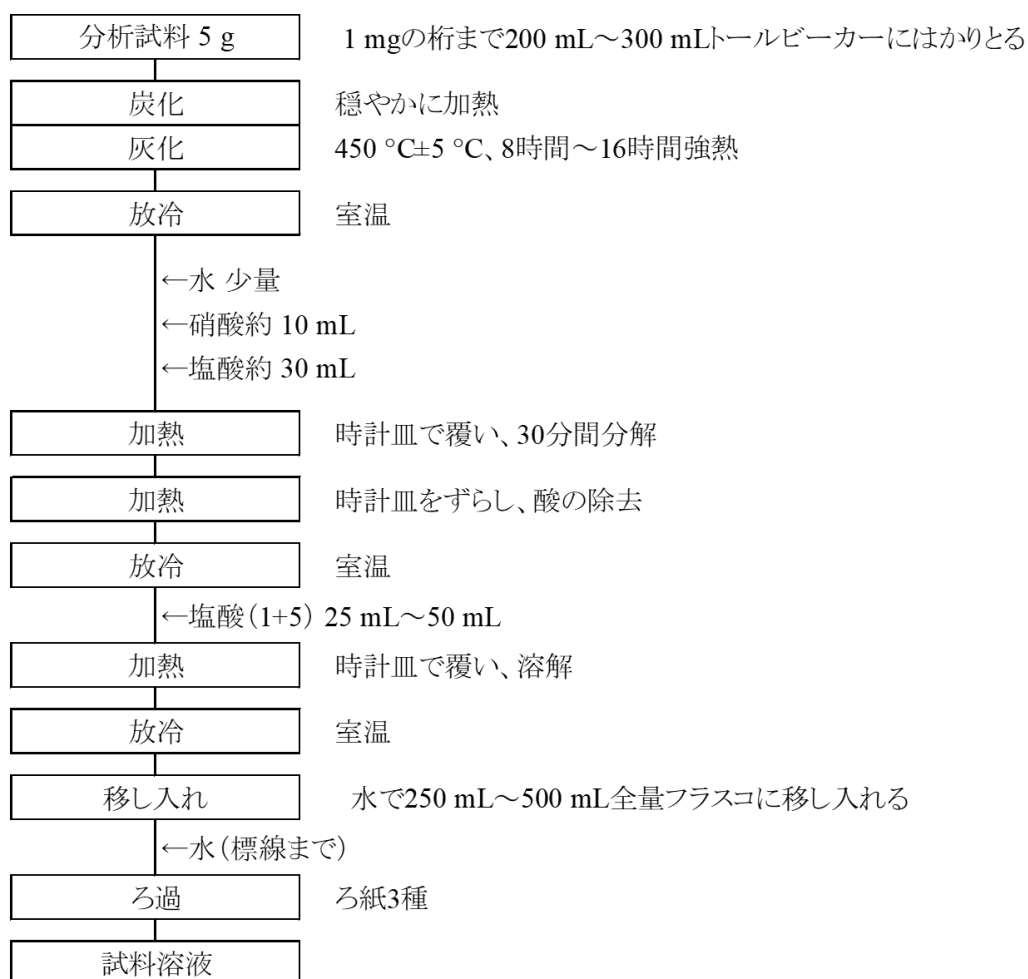 分析試料 5 g 1 mgの桁まで200 mL～300 mLトールビーカーにはかりとる
炭化 穏やかに加熱
灰化 450 °C±5 °C、8時間～16時間強熱
放冷 室温
←水 少量
←硝酸約 10 mL
←塩酸約 30 mL
加熱 時計皿で覆い、30分間分解
加熱 時計皿をずらし、酸の除去
放冷 室温
←塩酸（1+5） 25 mL～50 mL
加熱 時計皿で覆い、溶解
放冷 室温
移し入れ 水で250 mL～500 mL全量フラスコに移し入れる
←水（標線まで）
ろ過 ろ紙3種
試料溶液